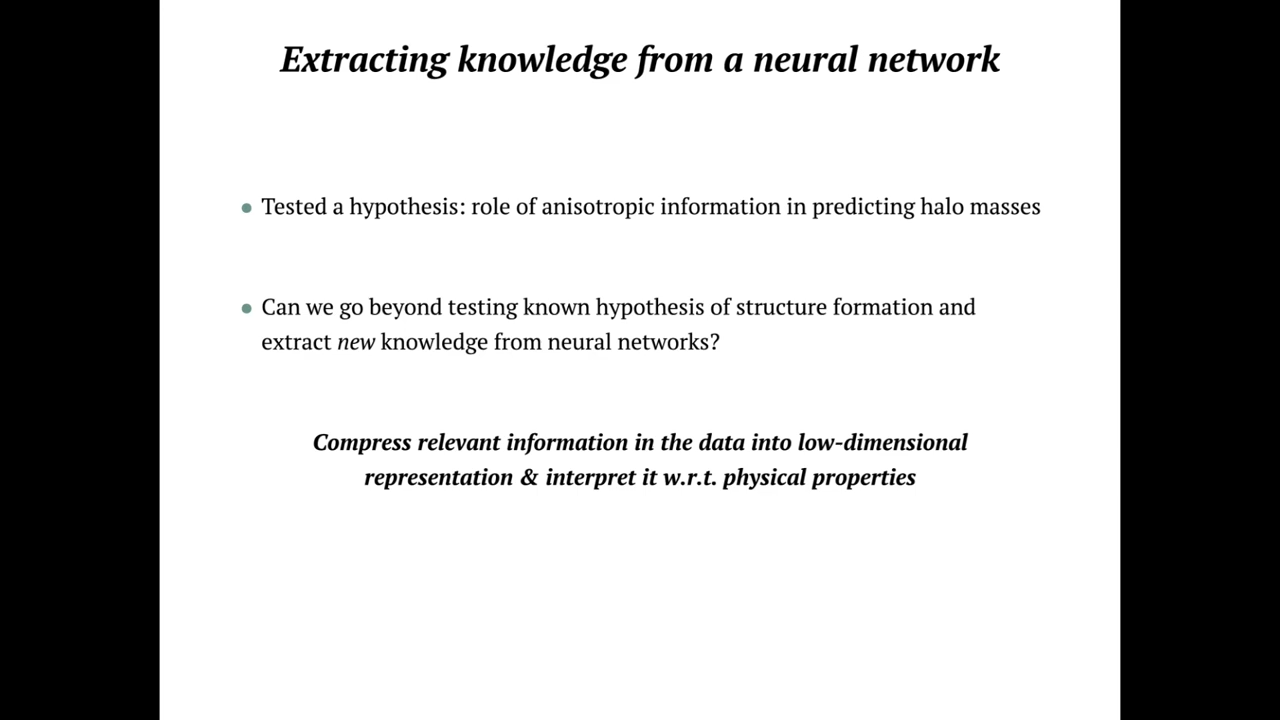 Extracting knowledge from a neural network
• Tested a hypothesis: role of anisotropic information in predicting halo masses
• Can we go beyond testing known hypothesis of structure formation and
extract new knowledge from neural networks?
Compress relevant information in the data into low-dimensional
representation & interpret it w.r.t. physical properties